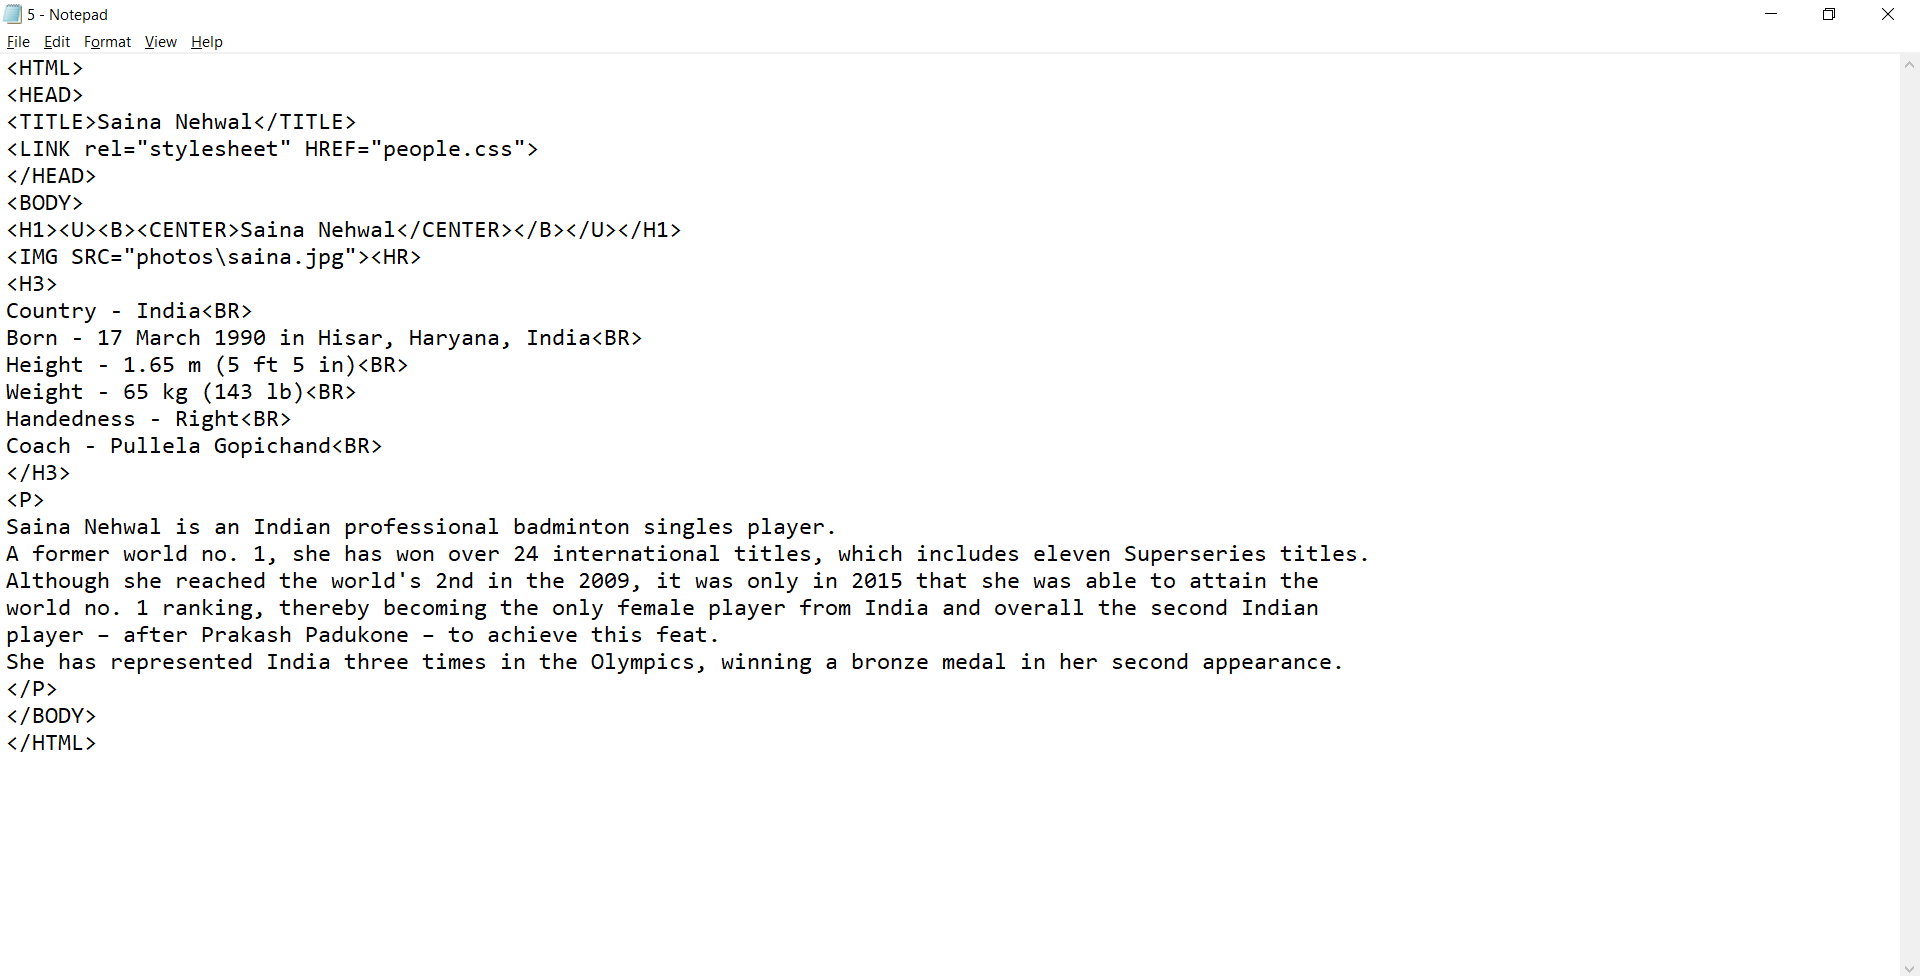 5 - Notepad
File Edit Format View Help
<HTML>
<HEAD>
<TITLE>Saina Nehwal</TITLE>
<LINK rel="stylesheet" HREF="people.css">
</HEAD>
<BODY>
<H1><U><B><CENTER>Saina Nehwal</CENTER></B></U></H1>
<IMG SRC="photos\saina.jpg"><HR>
<H3>
Country - India<BR>
Born - 17 March 1990 in Hisar, Haryana, India<BR>
Height - 1.65 m (5 ft 5 in)<BR>
Weight - 65 kg (143 lb)<BR>
Handedness - Right<BR>
Coach - Pullela Gopichand<BR>
</H3>
<P>
Saina Nehwal is an Indian professional badminton singles player.
A former world no. 1, she has won over 24 international titles, which includes eleven Superseries titles.
Although she reached the world's 2nd in the 2009, it was only in 2015 that she was able to attain the
world no. 1 ranking, thereby becoming the only female player from India and overall the second Indian
player – after Prakash Padukone – to achieve this feat.
She has represented India three times in the Olympics, winning a bronze medal in her second appearance.
</P>
</BODY>
</HTML>